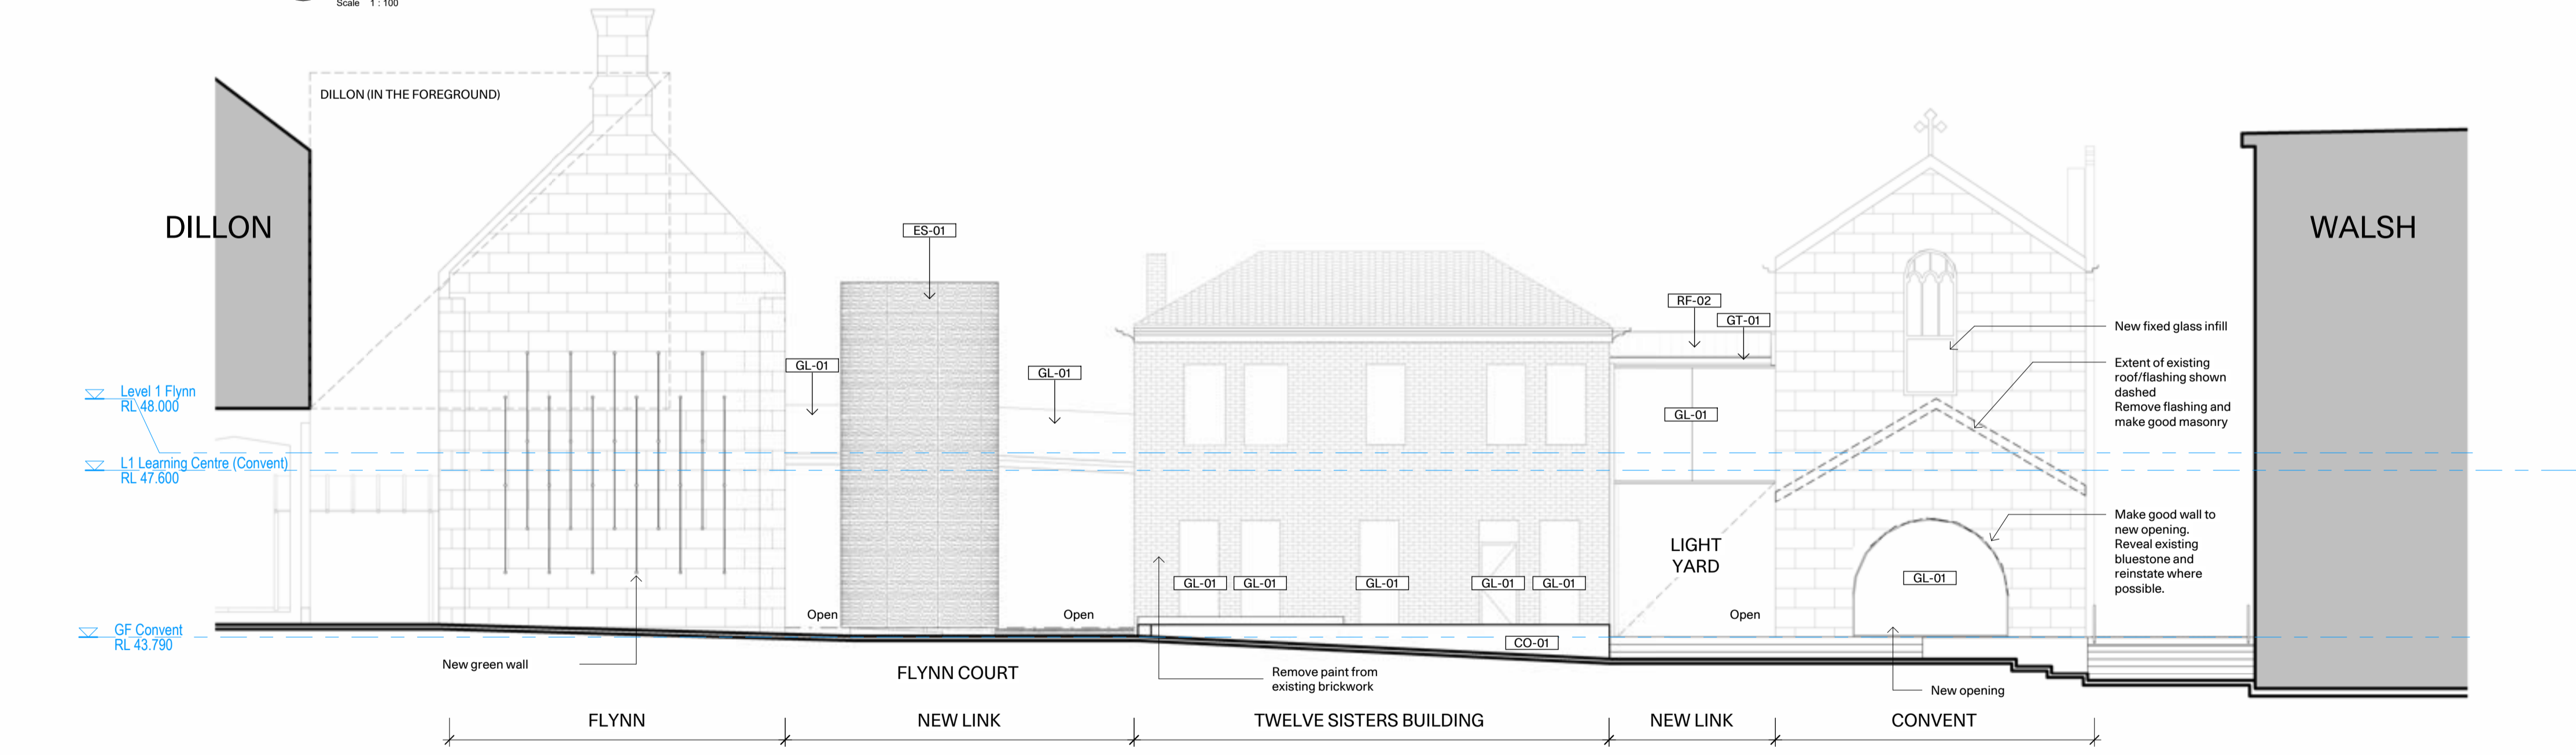 Scale 1 : 100
DILLON (IN THE FOREGROUND)
DILLON
WALSH
ES-01
RF-02
GT-01
New fixed glass infill
GL-01
GL-01
Extent of existing
roof/flashing shown
dashed
Remove flashing and
make good masonry
Level 1 Flynn
RL 48.000
GL-01
L1 Learning Centre (Convent)
RL 47.600
Make good wall to
new opening.
Reveal existing
bluestone and
reinstate where
possible.
LIGHT
YARD
GL-01
GL-01
GL-01
GL-01
GL-01
GL-01
Open
Open
Open
GF Convent
RL 43.790
CO-01
New green wall
FLYNN COURT
Remove paint from
existing brickwork
New opening
FLYNN
NEW LINK
TWELVE SISTERS BUILDING
NEW LINK
CONVENT